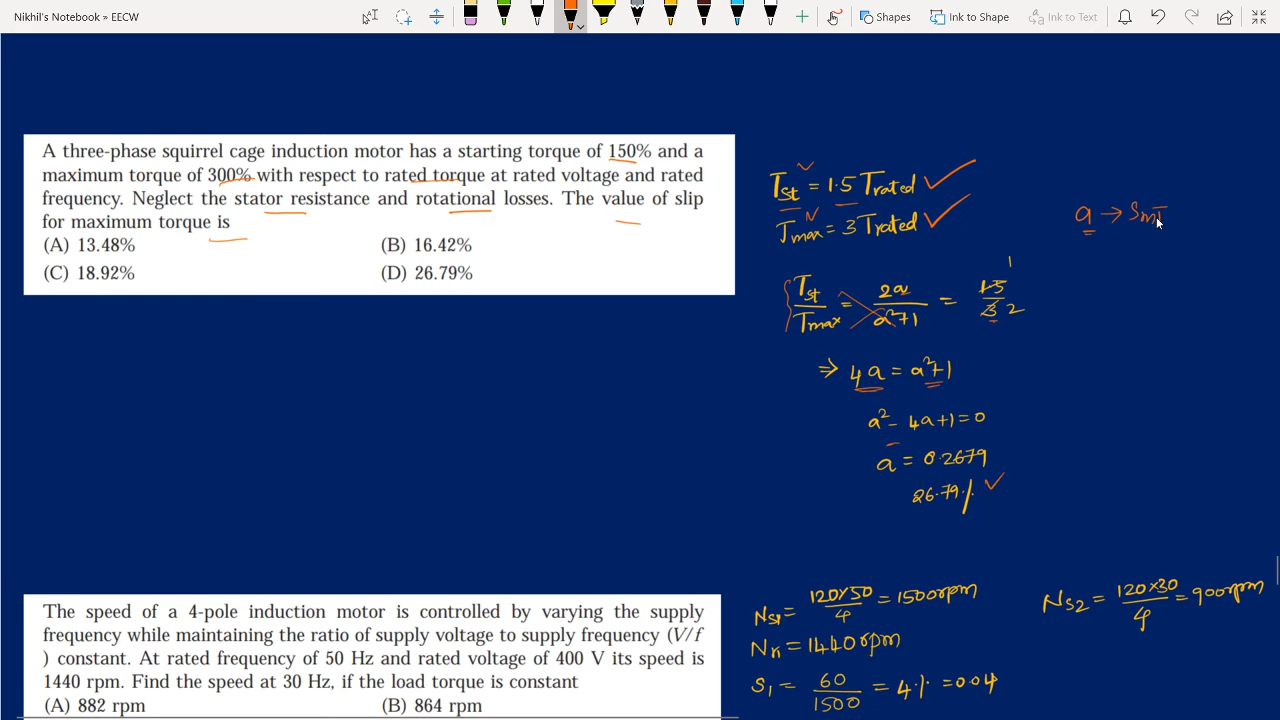 Nikhil's Notebook » EECW
Shapes
Ink to Shape
Ink to Text
A three-phase squirrel cage induction motor has a starting torque of 150% and a
maximum torque of 300% with respect to rated torque at rated voltage and rated
frequency. Neglect the stator resistance and rotational losses. The value of slip
for maximum torque is
(A) 13.48% (B) 16.42%
(C) 18.92% (D) 26.79%
Tst = 1.5 Trated
Tmax = 3 Trated
a → SmT
Tst/Tmax = 2a/a²+1 = 1.5/3 1 2
⇒ 4a = a²+1
a² - 4a+1=0
a = 0.2679
26.79%
The speed of a 4-pole induction motor is controlled by varying the supply
frequency while maintaining the ratio of supply voltage to supply frequency (V/f
) constant. At rated frequency of 50 Hz and rated voltage of 400 V its speed is
1440 rpm. Find the speed at 30 Hz, if the load torque is constant
(A) 882 rpm (B) 864 rpm
NS1 = 120×50/4 = 1500rpm
NS2 = 120×30/4 = 900rpm
Nr1 = 1440rpm
S1 = 60/1500 = 4% = 0.04